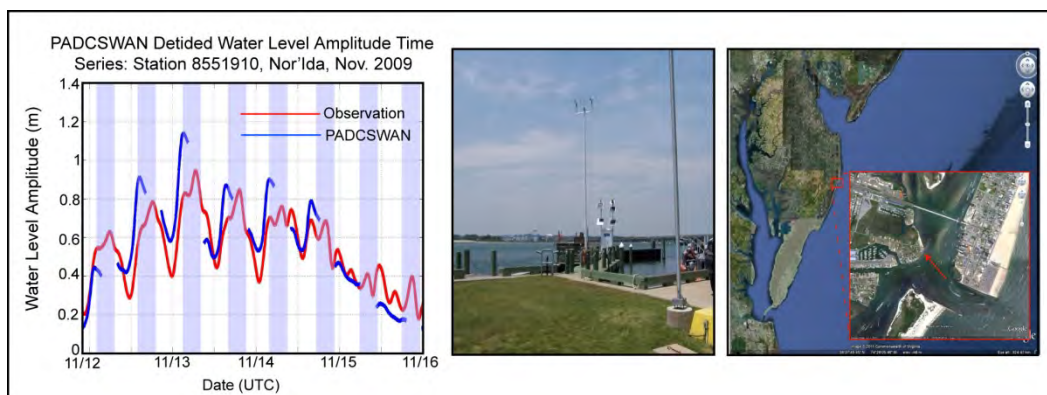 PADCSWAN Detided Water Level Amplitude Time
Series: Station 8551910, Nor'Ida, Nov. 2009
1.4
1.2
1
0.8
0.6
0.4
0.2
0
Water Level Amplitude (m)
Observation
PADCSWAN
11/12 11/13 11/14 11/15 11/16
Date (UTC)
Google